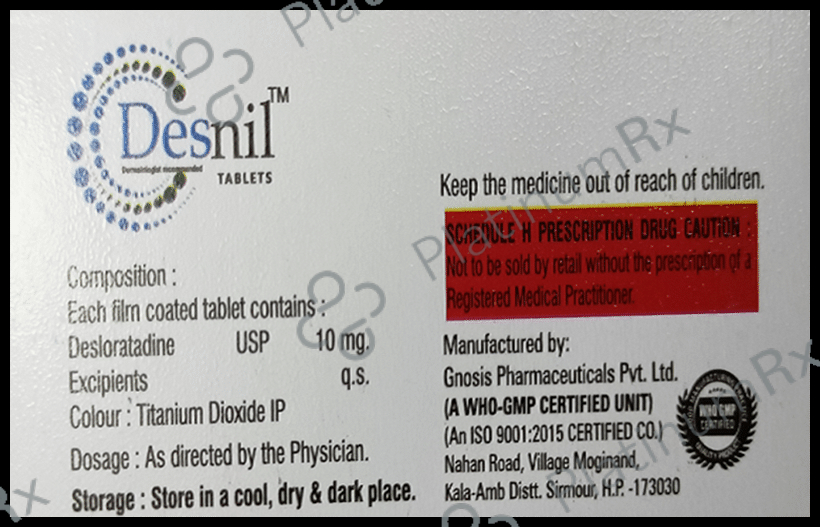 Desnil™
Dermatologist recommended
TABLETS
Composition :
Each film coated tablet contains :
Desloratadine USP 10 mg.
Excipients q.s.
Colour : Titanium Dioxide IP
Dosage : As directed by the Physician.
Storage : Store in a cool, dry & dark place.
Keep the medicine out of reach of children.
SCHEDULE H PRESCRIPTION DRUG CAUTION :
Not to be sold by retail without the prescription of a
Registered Medical Practitioner.
Manufactured by:
Gnosis Pharmaceuticals Pvt. Ltd.
(A WHO-GMP CERTIFIED UNIT)
(An ISO 9001:2015 CERTIFIED CO.)
Nahan Road, Village Moginand,
Kala-Amb Distt. Sirmour, H.P. -173030
WHO GMP
CERTIFIED
PlatinumRx
PlatinumRx